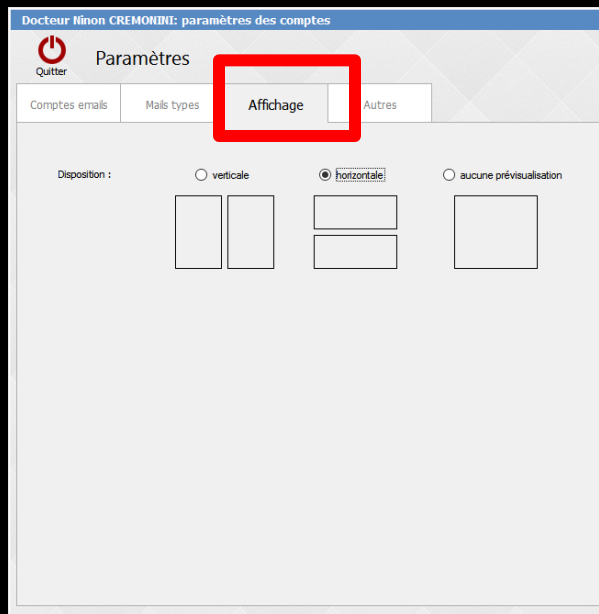 Docteur Ninon CREMONINI: paramètres des comptes
Quitter
Paramètres
Comptes emails Mails types Affichage Autres
Disposition : verticale horizontale aucune prévisualisation